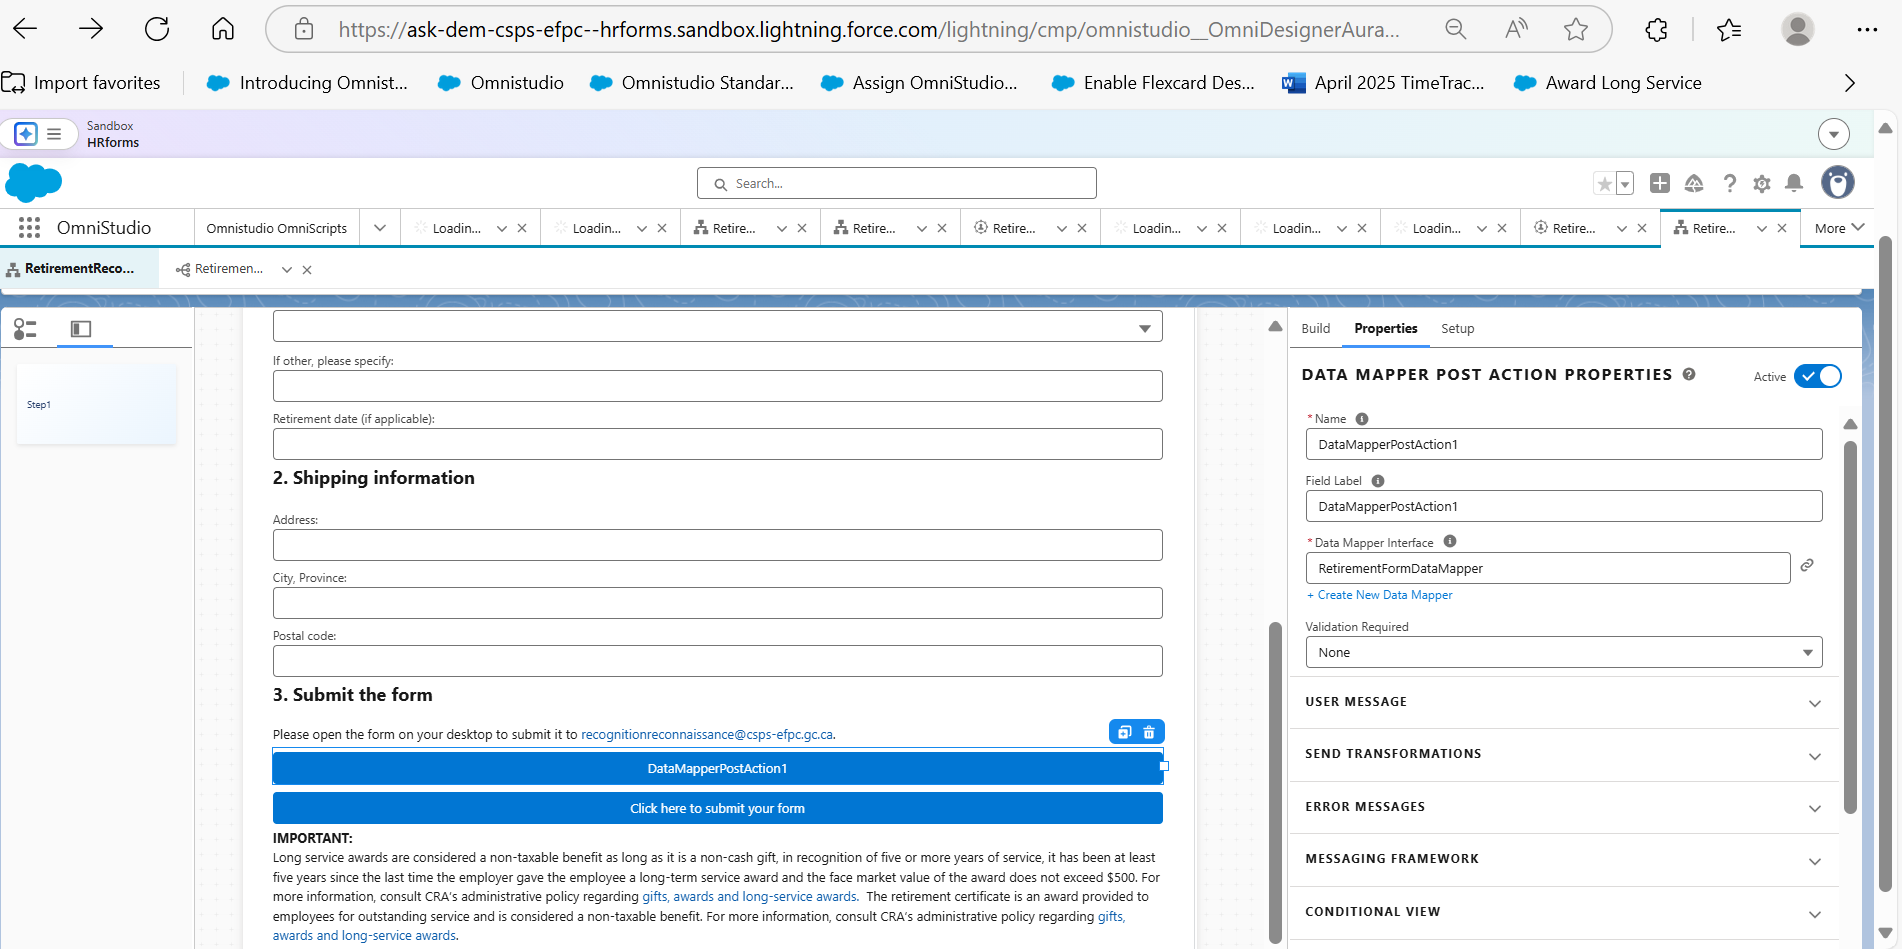 https://ask-dem-csps-efpc--hrforms.sandbox.lightning.force.com/lightning/cmp/omnistudio__OmniDesignerAura...
Import favorites
Introducing Omnist...
Omnistudio
Omnistudio Standar...
Assign OmniStudio...
Enable Flexcard Des...
April 2025 TimeTrac...
Award Long Service
Sandbox
HRforms
Search...
OmniStudio
Omnistudio OmniScripts
Loadin...
Loadin...
Retire...
Retire...
Retire...
Loadin...
Loadin...
Loadin...
Retire...
Retire...
More
RetirementReco...
Retiremen...
Step1
If other, please specify:
Retirement date (if applicable):
2. Shipping information
Address:
City, Province:
Postal code:
3. Submit the form
Please open the form on your desktop to submit it to recognitionreconnaissance@csps-efpc.gc.ca.
DataMapperPostAction1
Click here to submit your form
IMPORTANT:
Long service awards are considered a non-taxable benefit as long as it is a non-cash gift, in recognition of five or more years of service, it has been at least
five years since the last time the employer gave the employee a long-term service award and the face market value of the award does not exceed $500. For
more information, consult CRA's administrative policy regarding gifts, awards and long-service awards. The retirement certificate is an award provided to
employees for outstanding service and is considered a non-taxable benefit. For more information, consult CRA's administrative policy regarding gifts,
awards and long-service awards.
Build
Properties
Setup
DATA MAPPER POST ACTION PROPERTIES
Active
* Name
DataMapperPostAction1
Field Label
DataMapperPostAction1
* Data Mapper Interface
RetirementFormDataMapper
+ Create New Data Mapper
Validation Required
None
USER MESSAGE
SEND TRANSFORMATIONS
ERROR MESSAGES
MESSAGING FRAMEWORK
CONDITIONAL VIEW